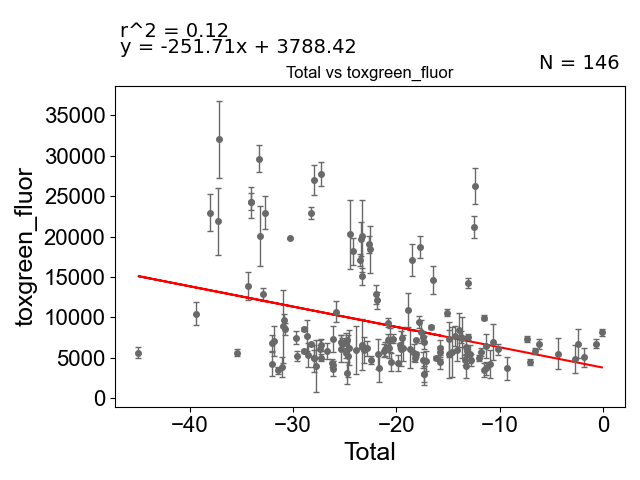 r^2 = 0.12
y = -251.71x + 3788.42
N = 146
Total vs toxgreen_fluor
35000
30000
25000
20000
15000
10000
5000
0
toxgreen_fluor
−40
−30
−20
−10
0
Total